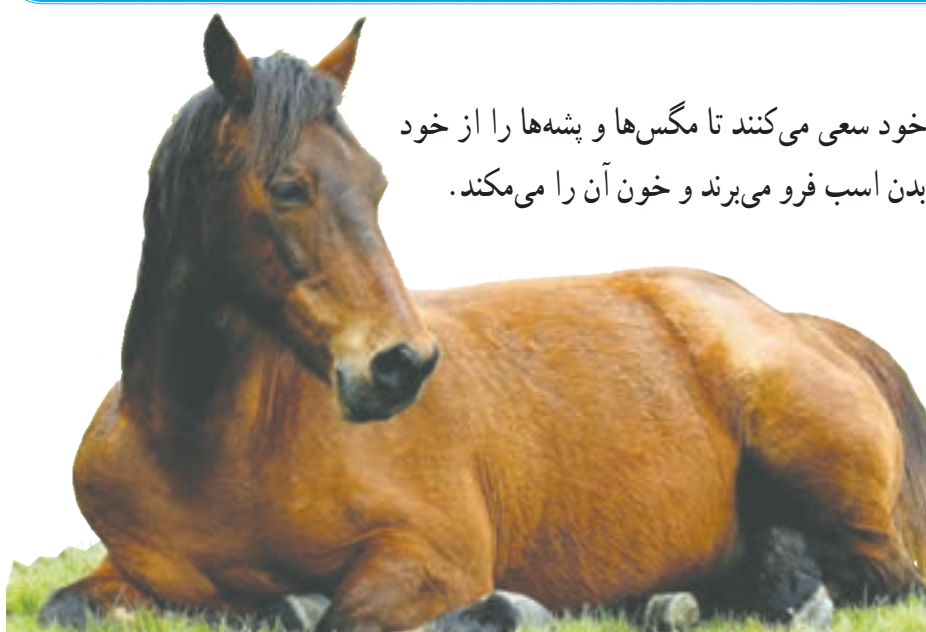 خود سعی می‌کنند تا مگس‌ها و پشه‌ها را از خود
بدن اسب فرو می‌برند و خون آن را می‌مکند.